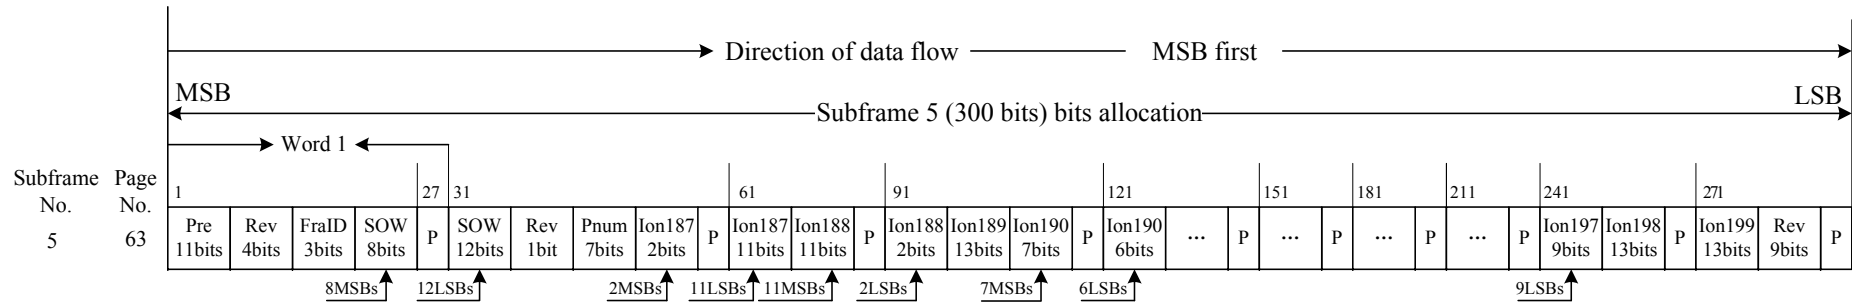 Direction of data flow MSB first
MSB LSB
Subframe 5 (300 bits) bits allocation
Word 1
Subframe No. Page No. 1 27 31 61 91 121 151 181 211 241 271
5 63 Pre 11bits Rev 4bits FraID 3bits SOW 8bits P SOW 12bits Rev 1bit Pnum 7bits Ion187 2bits P Ion187 11bits Ion188 11bits P Ion188 2bits Ion189 13bits Ion190 7bits P Ion190 6bits ... P ... P ... P ... P Ion197 9bits Ion198 13bits P Ion199 13bits Rev 9bits P
8MSBs 12LSBs 2MSBs 11LSBs 11MSBs 2LSBs 7MSBs 6LSBs 9LSBs